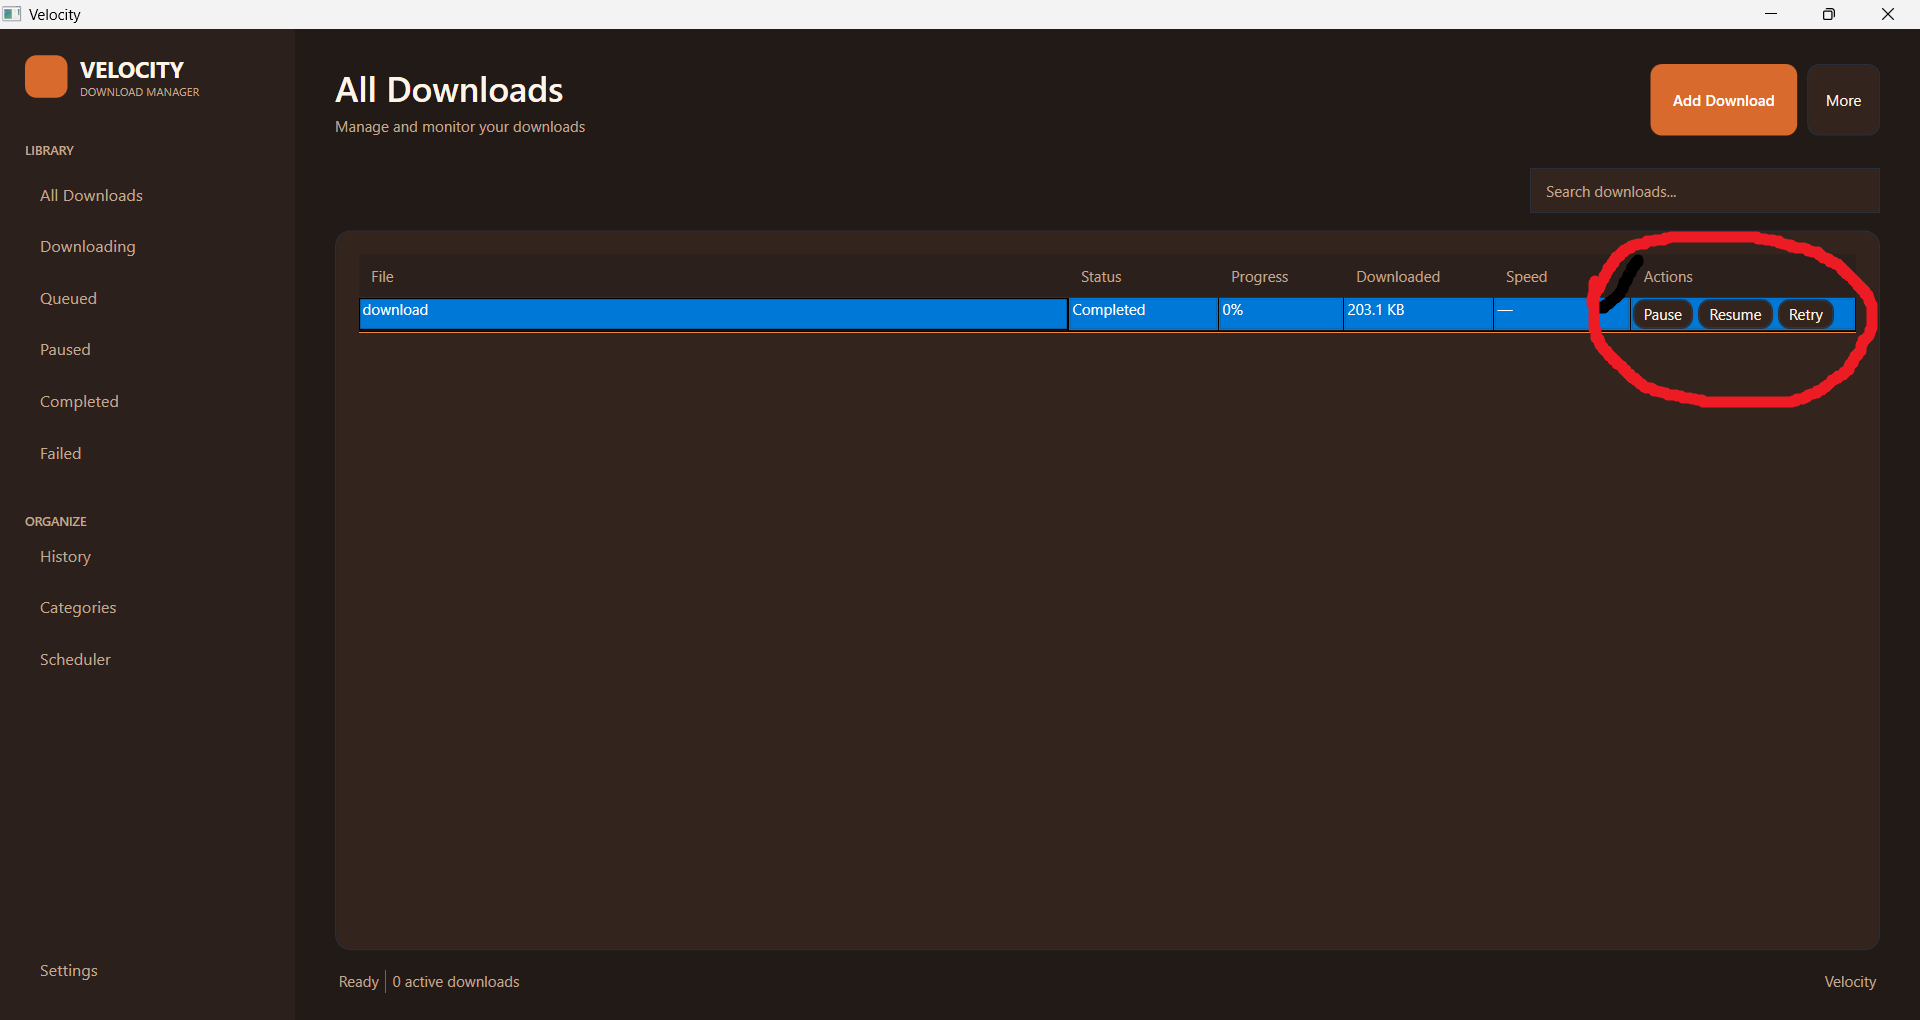 Velocity
VELOCITY
DOWNLOAD MANAGER
LIBRARY
All Downloads
Downloading
Queued
Paused
Completed
Failed
ORGANIZE
History
Categories
Scheduler
Settings
All Downloads
Manage and monitor your downloads
Add Download More
Search downloads...
File Status Progress Downloaded Speed Actions
download Completed 0% 203.1 KB — Pause Resume Retry
Ready 0 active downloads Velocity